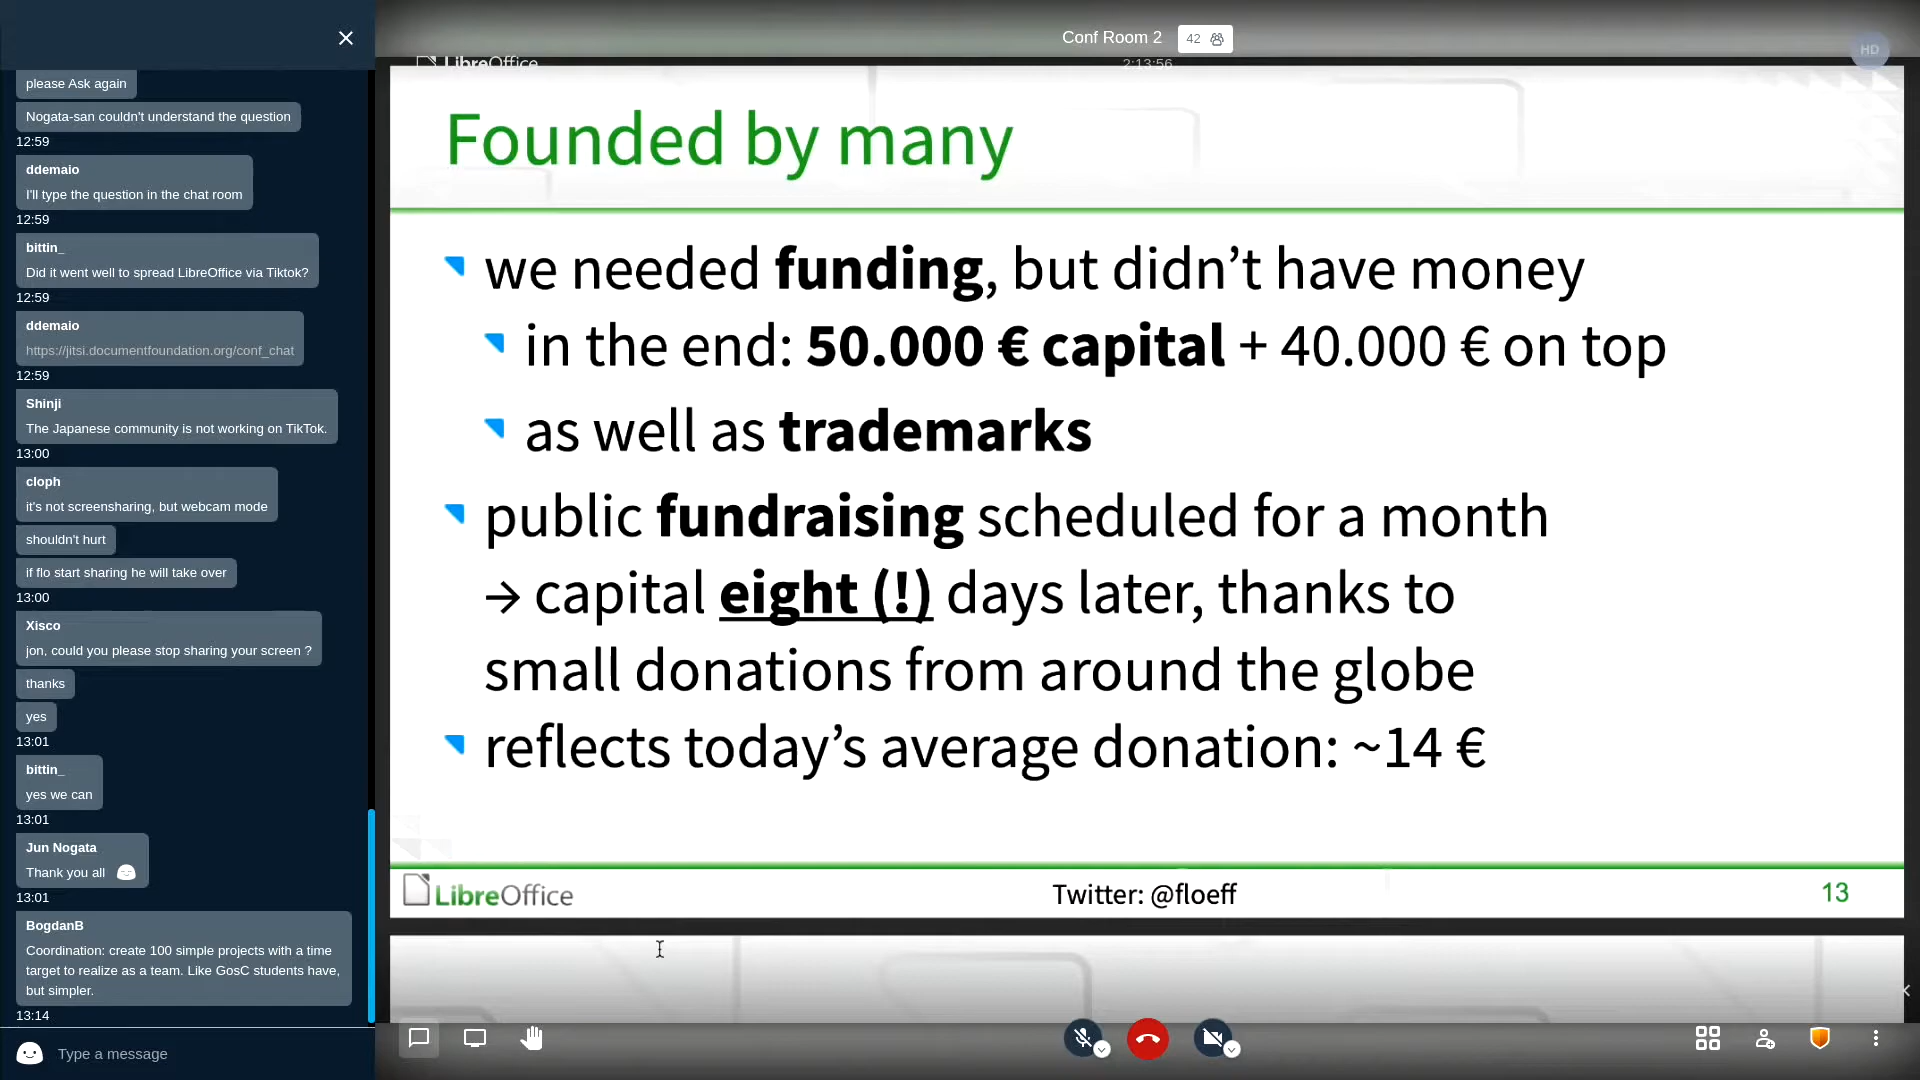 please Ask again
Nogata-san couldn't understand the question
12:59
ddemaio
I'll type the question in the chat room
12:59
bittin_
Did it went well to spread LibreOffice via Tiktok?
12:59
ddemaio
https://jitsi.documentfoundation.org/conf_chat
12:59
Shinji
The Japanese community is not working on TikTok.
13:00
cloph
it's not screensharing, but webcam mode
shouldn't hurt
if flo start sharing he will take over
13:00
Xisco
jon, could you please stop sharing your screen ?
thanks
yes
13:01
bittin_
yes we can
13:01
Jun Nogata
Thank you all
13:01
BogdanB
Coordination: create 100 simple projects with a time
target to realize as a team. Like GosC students have,
but simpler.
13:14
Type a message
Conf Room 2 42
HD
LibreOffice
2:13:56
Founded by many
we needed funding, but didn’t have money
in the end: 50.000 € capital + 40.000 € on top
as well as trademarks
public fundraising scheduled for a month
→ capital eight (!) days later, thanks to
small donations from around the globe
reflects today’s average donation: ~14 €
LibreOffice
Twitter: @floeff
13